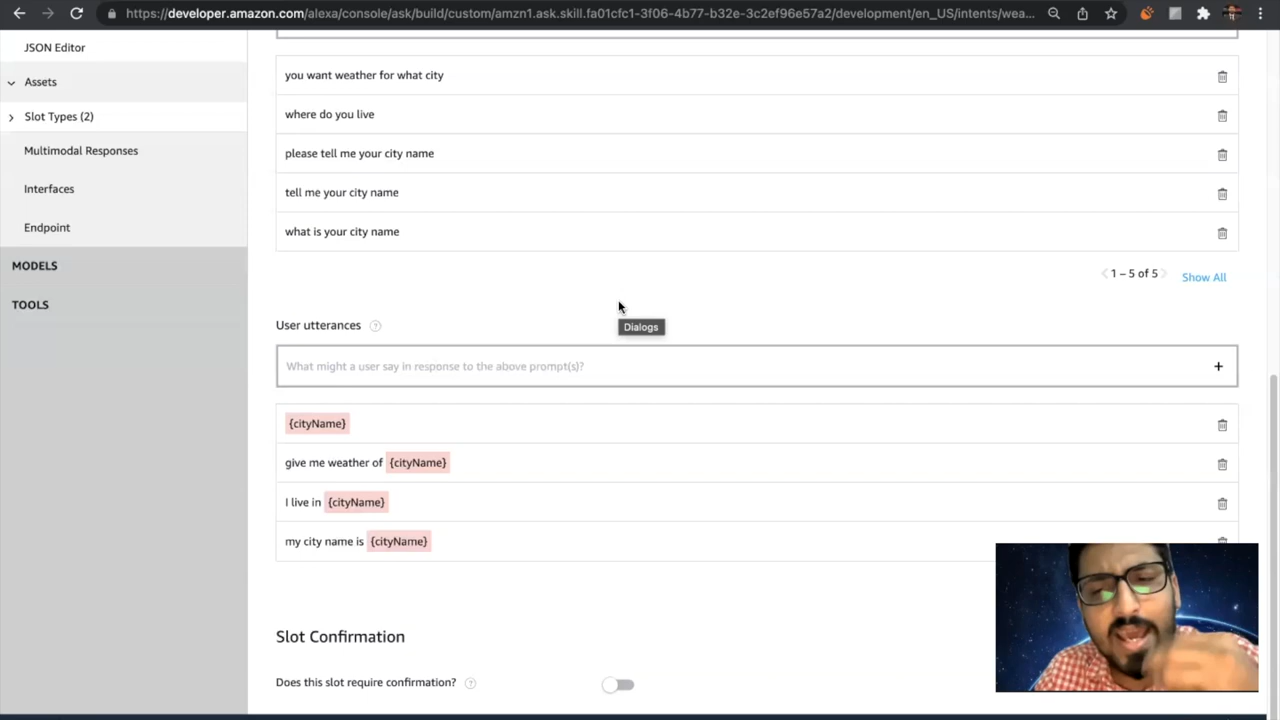 https://developer.amazon.com/alexa/console/ask/build/custom/amzn1.ask.skill.fa01cfc1-3f06-4b77-b32e-3c2ef96e57a2/development/en_US/intents/wea...
JSON Editor
Assets
Slot Types (2)
Multimodal Responses
Interfaces
Endpoint
MODELS
TOOLS
you want weather for what city
where do you live
please tell me your city name
tell me your city name
what is your city name
1 – 5 of 5
Show All
User utterances
Dialogs
What might a user say in response to the above prompt(s)?
{cityName}
give me weather of {cityName}
I live in {cityName}
my city name is {cityName}
Slot Confirmation
Does this slot require confirmation?